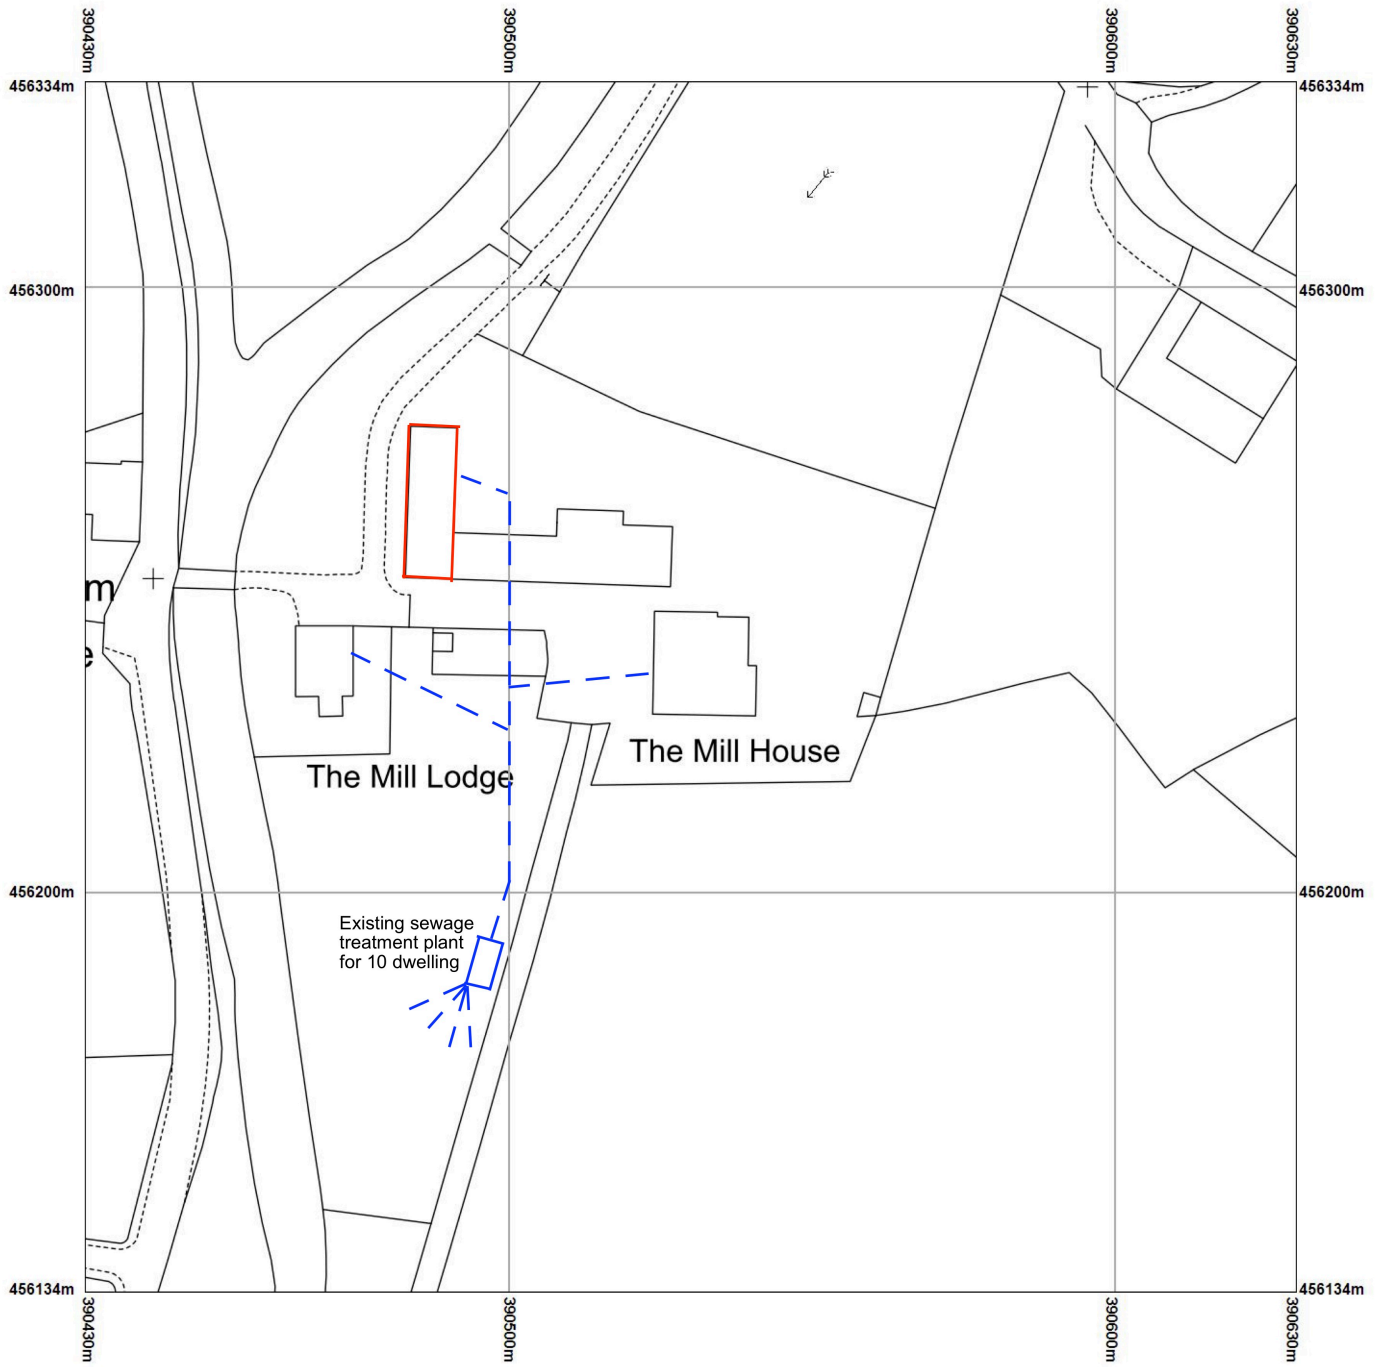 390430m
390500m
390600m
390630m
456334m
456334m
456300m
456300m
m
e
The Mill House
The Mill Lodge
456200m
456200m
Existing sewage
treatment plant
for 10 dwelling
456134m
456134m
390430m
390500m
390600m
390630m